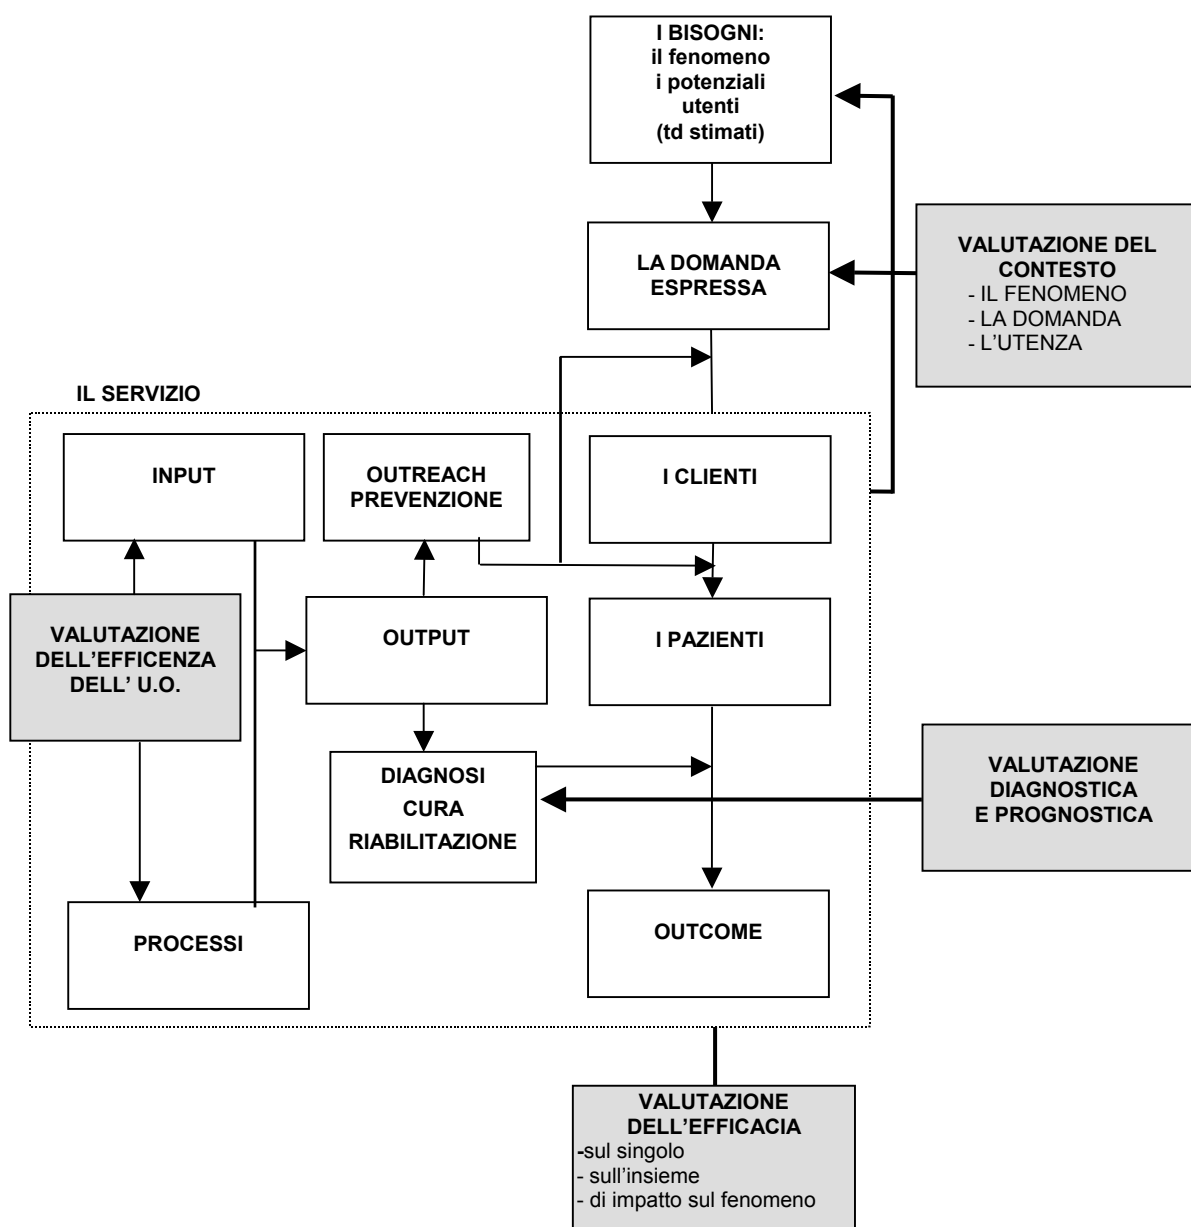 I BISOGNI:
il fenomeno
i potenziali
utenti
(td stimati)
LA DOMANDA
ESPRESSA
VALUTAZIONE DEL
CONTESTO
- IL FENOMENO
- LA DOMANDA
- L'UTENZA
IL SERVIZIO
INPUT
OUTREACH
PREVENZIONE
I CLIENTI
VALUTAZIONE
DELL'EFFICENZA
DELL' U.O.
OUTPUT
I PAZIENTI
DIAGNOSI
CURA
RIABILITAZIONE
VALUTAZIONE
DIAGNOSTICA
E PROGNOSTICA
PROCESSI
OUTCOME
VALUTAZIONE
DELL'EFFICACIA
-sul singolo
- sull'insieme
- di impatto sul fenomeno